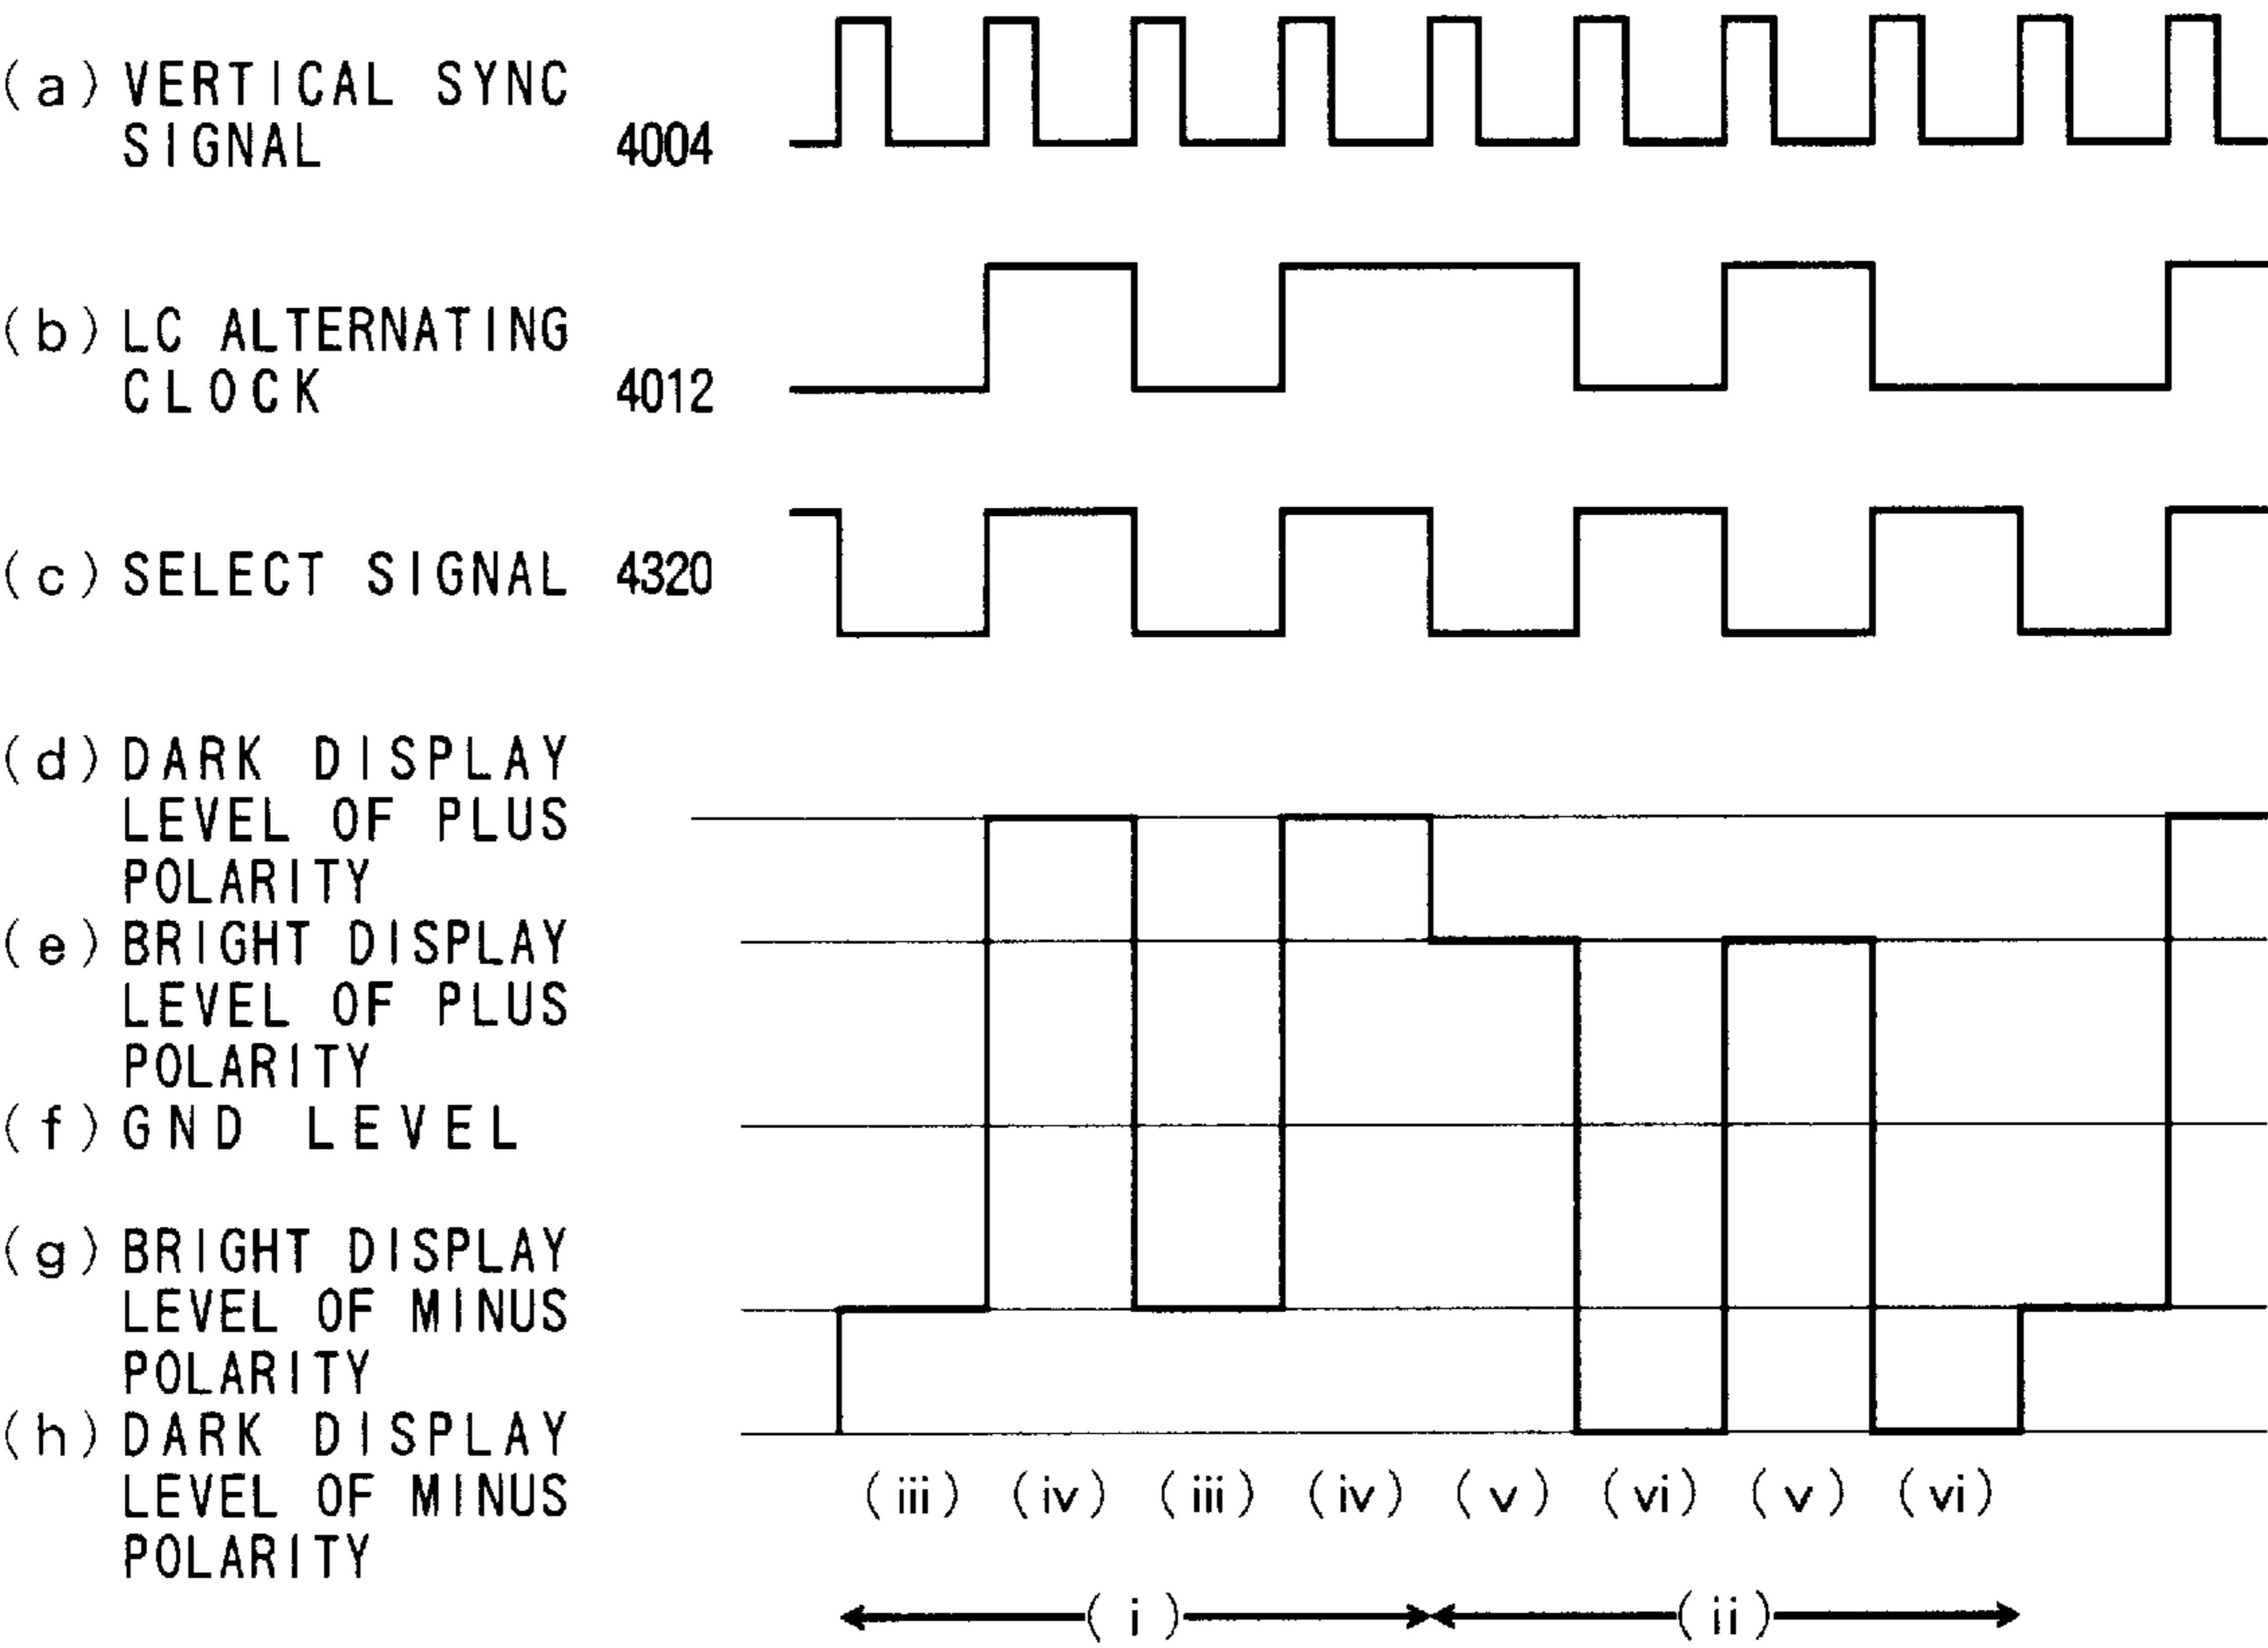 (a) VERTICAL SYNC
SIGNAL 4004
(b) LC ALTERNATING
CLOCK 4012
(c) SELECT SIGNAL 4320
(d) DARK DISPLAY
LEVEL OF PLUS
POLARITY
(e) BRIGHT DISPLAY
LEVEL OF PLUS
POLARITY
(f) GND LEVEL
(g) BRIGHT DISPLAY
LEVEL OF MINUS
POLARITY
(h) DARK DISPLAY
LEVEL OF MINUS
POLARITY
(iii) (iv) (iii) (iv) (v) (vi) (v) (vi)
(i) (ii)